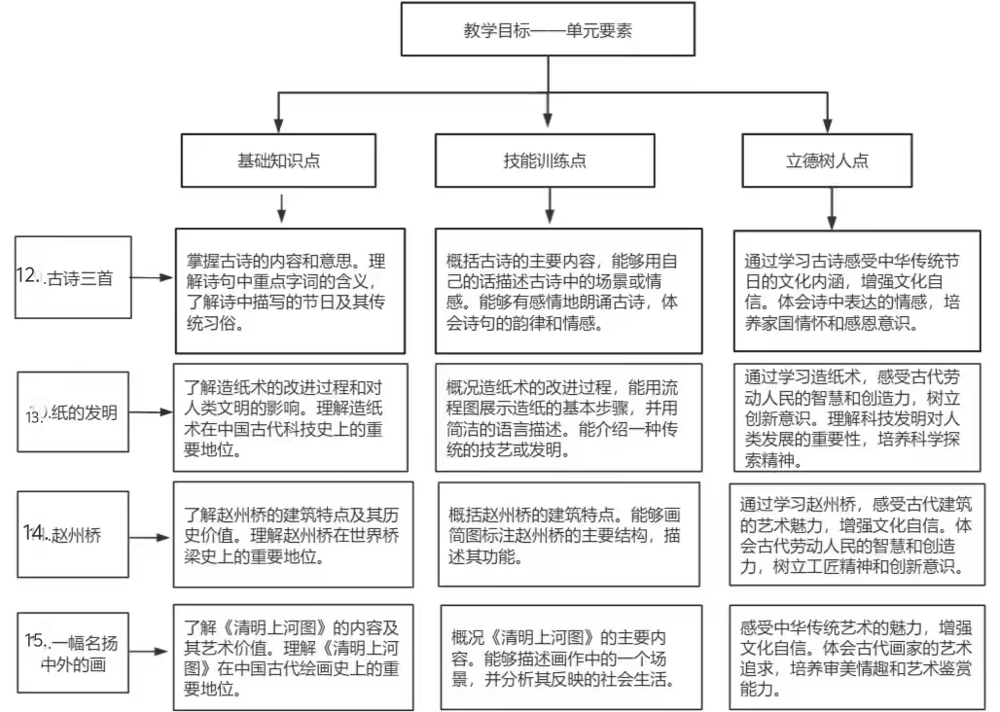 教学目标——单元要素
基础知识点
技能训练点
立德树人点
12..古诗三首
掌握古诗的内容和意思。理
解诗句中重点字词的含义，
了解诗中描写的节日及其传
统习俗。
概括古诗的主要内容，能够用自
己的话描述古诗中的场景或情
感。能够有感情地朗诵古诗，体
会诗句的韵律和情感。
通过学习古诗感受中华传统节
日的文化内涵，增强文化自
信。体会诗中表达的情感，培
养家国情怀和感恩意识。
13.纸的发明
了解造纸术的改进过程和对
人类文明的影响。理解造纸
术在中国古代科技史上的重
要地位。
概况造纸术的改进过程，能用流
程图展示造纸的基本步骤，并用
简洁的语言描述。能介绍一种传
统的技艺或发明。
通过学习造纸术，感受古代劳
动人民的智慧和创造力，树立
创新意识。理解科技发明对人
类发展的重要性，培养科学探
索精神。
14.赵州桥
了解赵州桥的建筑特点及其历
史价值。理解赵州桥在世界桥
梁史上的重要地位。
概括赵州桥的建筑特点。能够画
简图标注赵州桥的主要结构，描
述其功能。
通过学习赵州桥，感受古代建筑
的艺术魅力，增强文化自信。体
会古代劳动人民的智慧和创造
力，树立工匠精神和创新意识。
15..一幅名扬
中外的画
了解《清明上河图》的内容及
其艺术价值。理解《清明上河
图》在中国古代绘画史上的重
要地位。
概况《清明上河图》的主要内
容。能够描述画作中的一个场
景，并分析其反映的社会生活。
感受中华传统艺术的魅力，增强
文化自信。体会古代画家的艺术
追求，培养审美情趣和艺术鉴赏
能力。